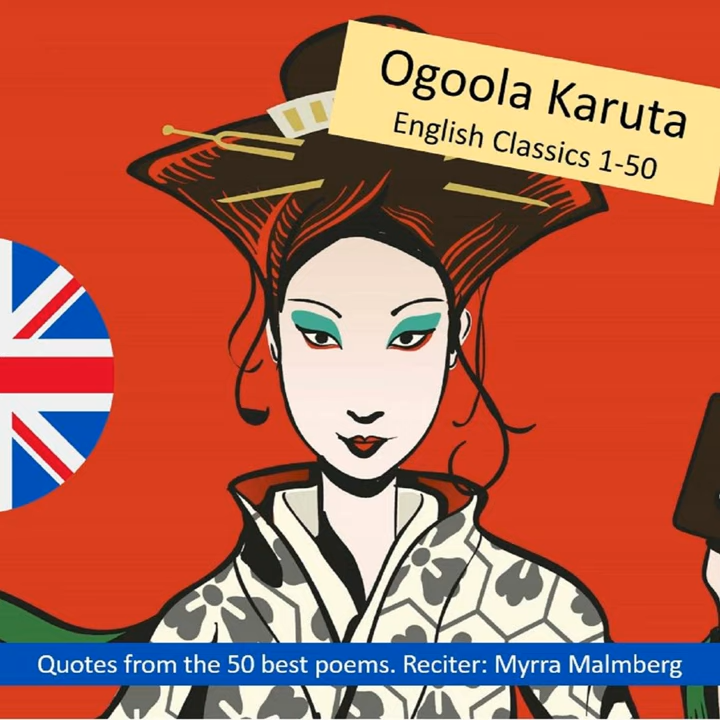 Ogoola Karuta
English Classics 1-50
Quotes from the 50 best poems. Reciter: Myrra Malmberg